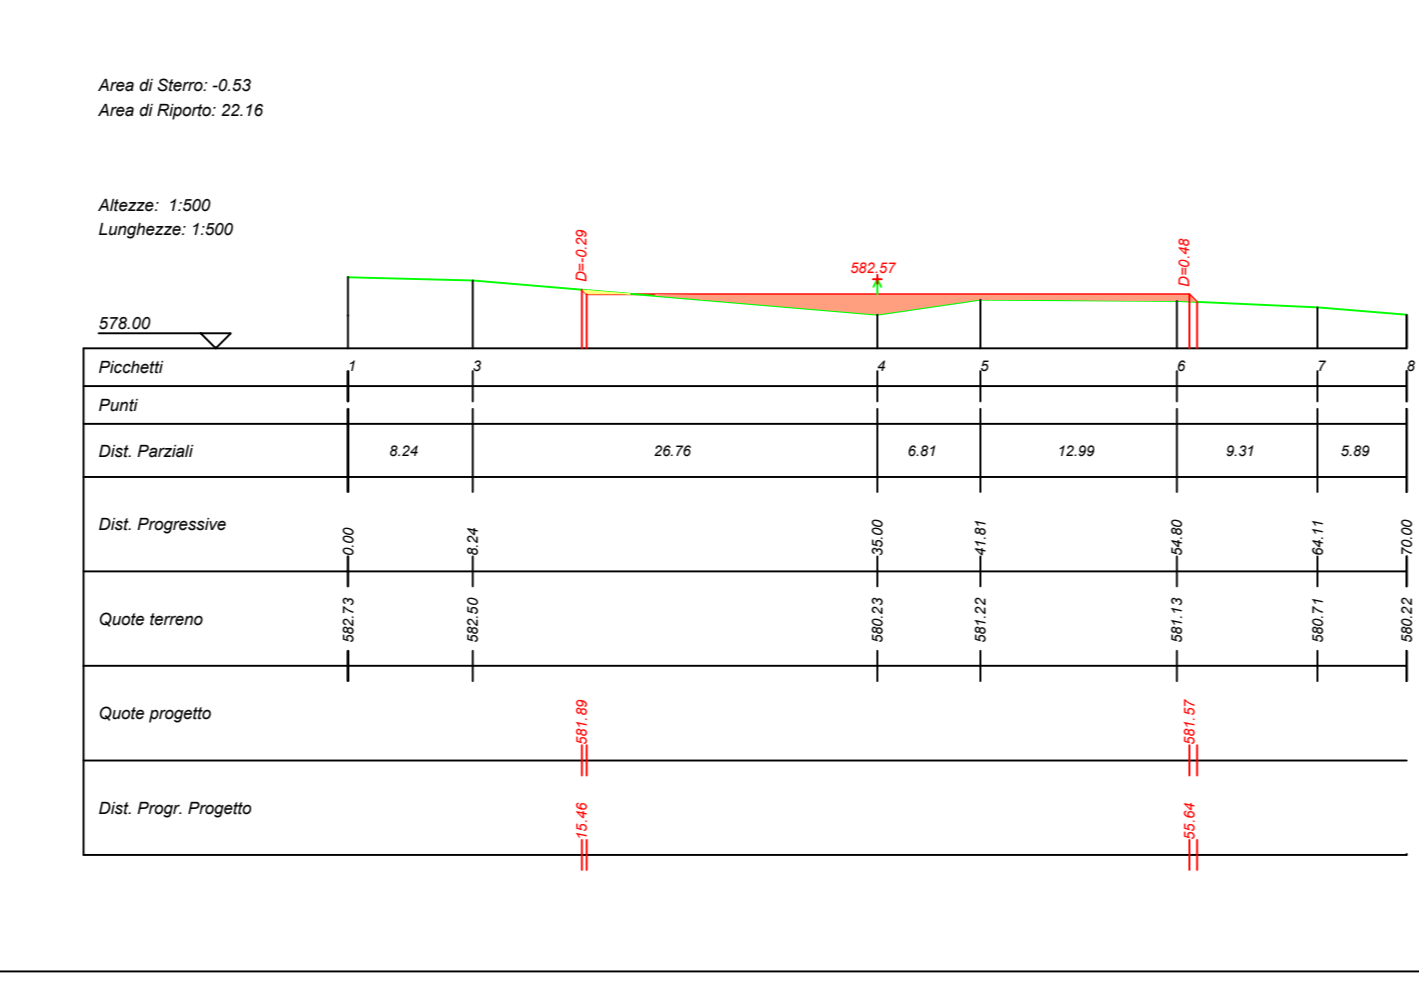 Area di Sterro: -0.53
Area di Riporto: 22.16
Altezze: 1:500
Lunghezze: 1:500
D=-0.29
582.57
D=0.48
578.00
Picchetti 1 3 4 5 6 7 8
Punti
Dist. Parziali 8.24 26.76 6.81 12.99 9.31 5.89
Dist. Progressive 0.00 8.24 35.00 41.81 54.80 64.11 70.00
Quote terreno 582.73 582.50 580.23 581.22 581.13 580.71 580.22
Quote progetto 581.89 581.57
Dist. Progr. Progetto 15.46 55.64